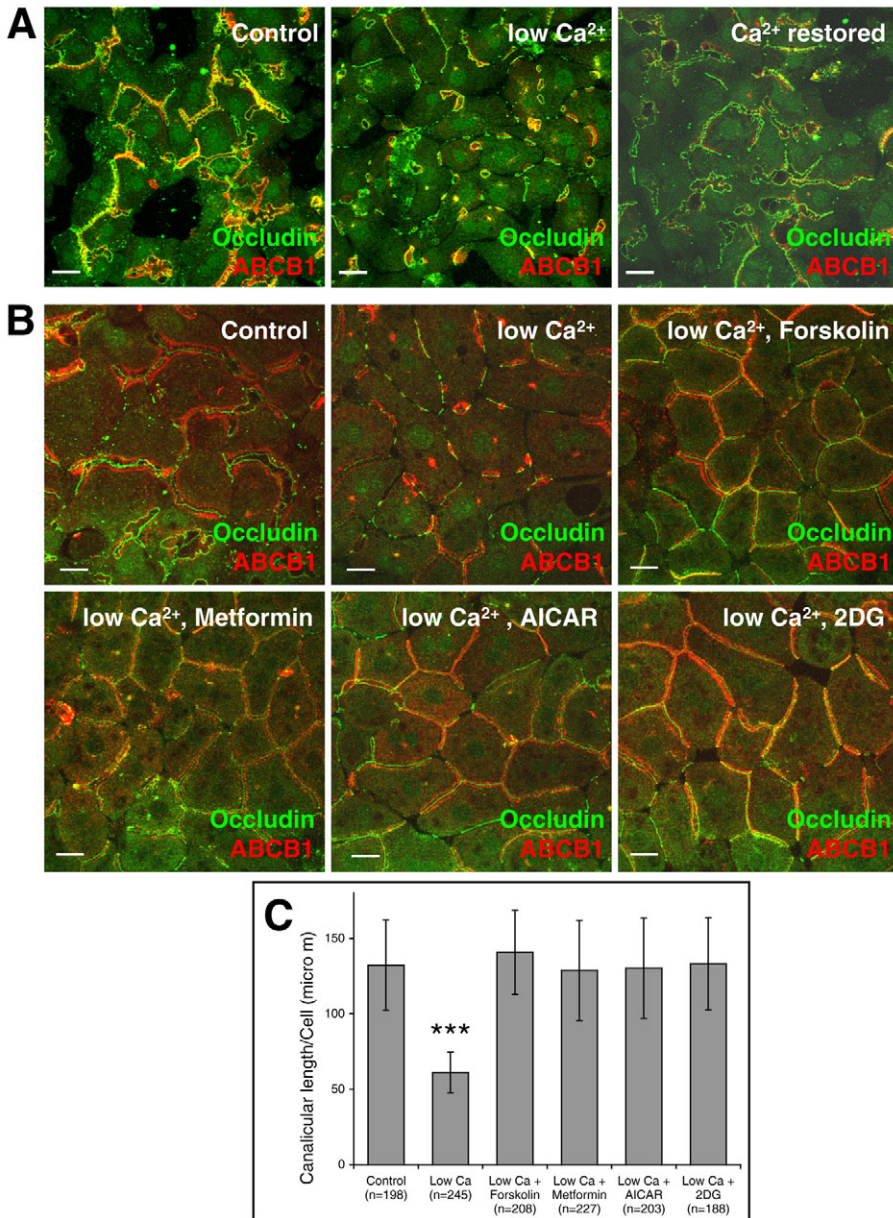 A
Control
low Ca²⁺
Ca²⁺ restored
Occludin
ABCB1
Occludin
ABCB1
Occludin
ABCB1
B
Control
low Ca²⁺
low Ca²⁺, Forskolin
Occludin
ABCB1
Occludin
ABCB1
Occludin
ABCB1
low Ca²⁺, Metformin
low Ca²⁺ , AICAR
low Ca²⁺, 2DG
Occludin
ABCB1
Occludin
ABCB1
Occludin
ABCB1
C
Canalicular length/Cell (micro m)
150
100
50
0
***
Control
(n=198)
Low Ca
(n=245)
Low Ca +
Forskolin
(n=208)
Low Ca +
Metformin
(n=227)
Low Ca +
AICAR
(n=203)
Low Ca +
2DG
(n=188)